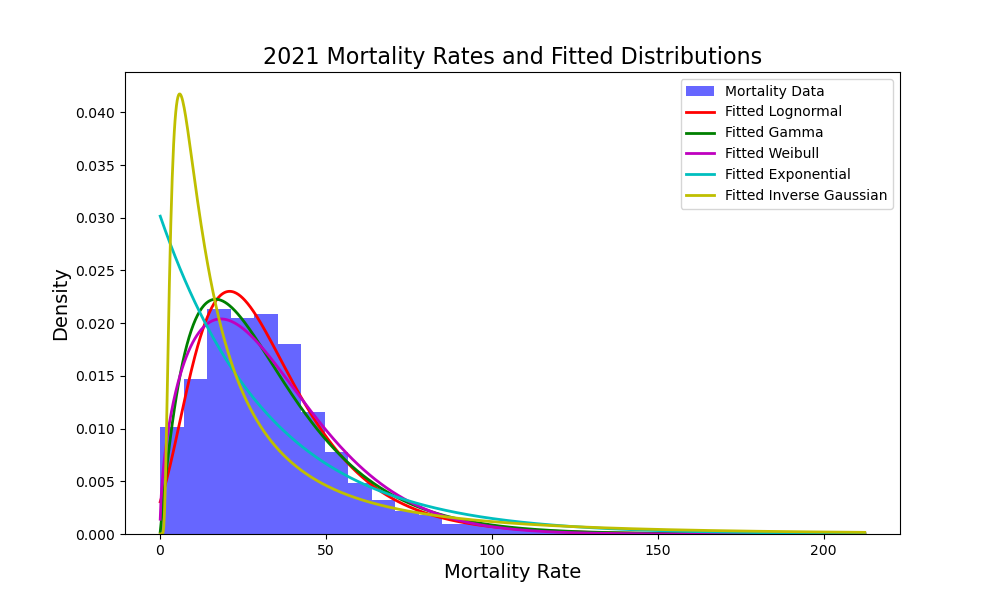 2021 Mortality Rates and Fitted Distributions
Mortality Data
Fitted Lognormal
Fitted Gamma
Fitted Weibull
Fitted Exponential
Fitted Inverse Gaussian
Density
0.040
0.035
0.030
0.025
0.020
0.015
0.010
0.005
0.000
0
50
100
150
200
Mortality Rate